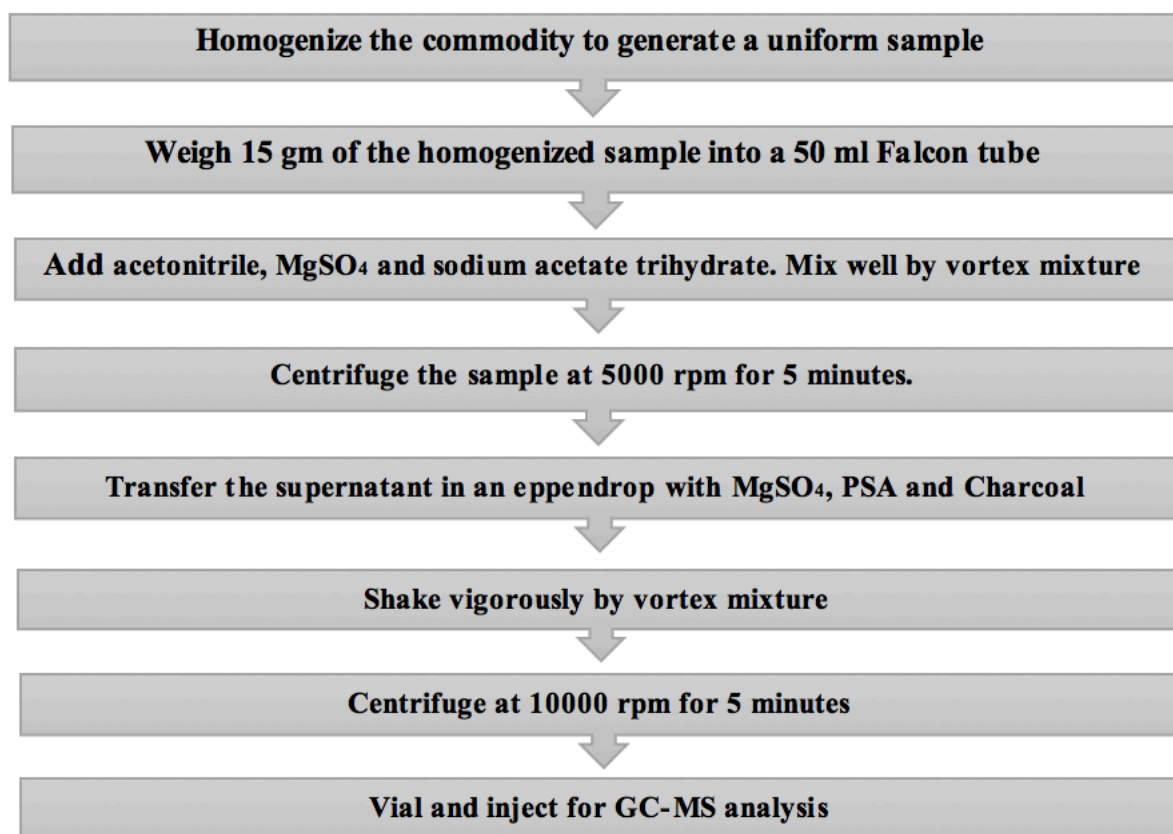 Homogenize the commodity to generate a uniform sample
Weigh 15 gm of the homogenized sample into a 50 ml Falcon tube
Add acetonitrile, MgSO₄ and sodium acetate trihydrate. Mix well by vortex mixture
Centrifuge the sample at 5000 rpm for 5 minutes.
Transfer the supernatant in an eppendrop with MgSO₄, PSA and Charcoal
Shake vigorously by vortex mixture
Centrifuge at 10000 rpm for 5 minutes
Vial and inject for GC-MS analysis